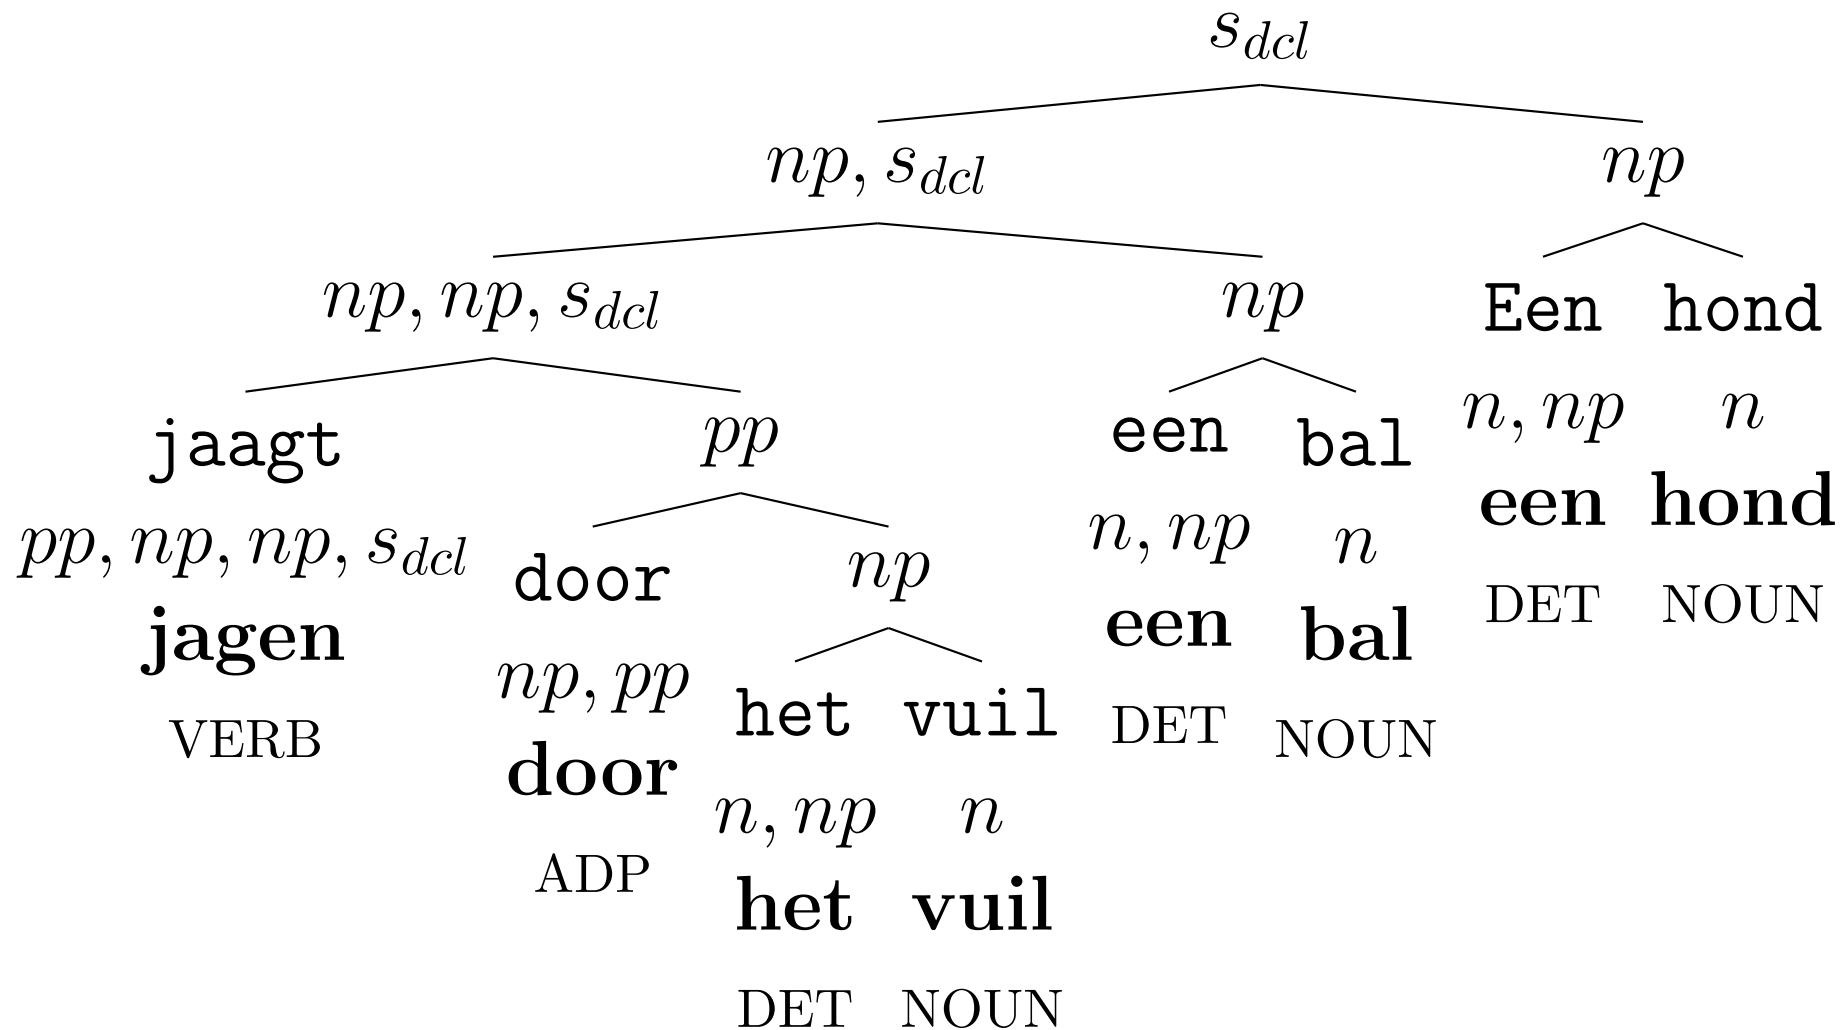 s_dcl
np, s_dcl np
np, np, s_dcl np Een hond
jaagt pp een bal n, np n
pp, np, np, s_dcl door np n, np n een hond
jagen np, pp het vuil een bal DET NOUN
VERB door n, np n DET NOUN
ADP het vuil
DET NOUN